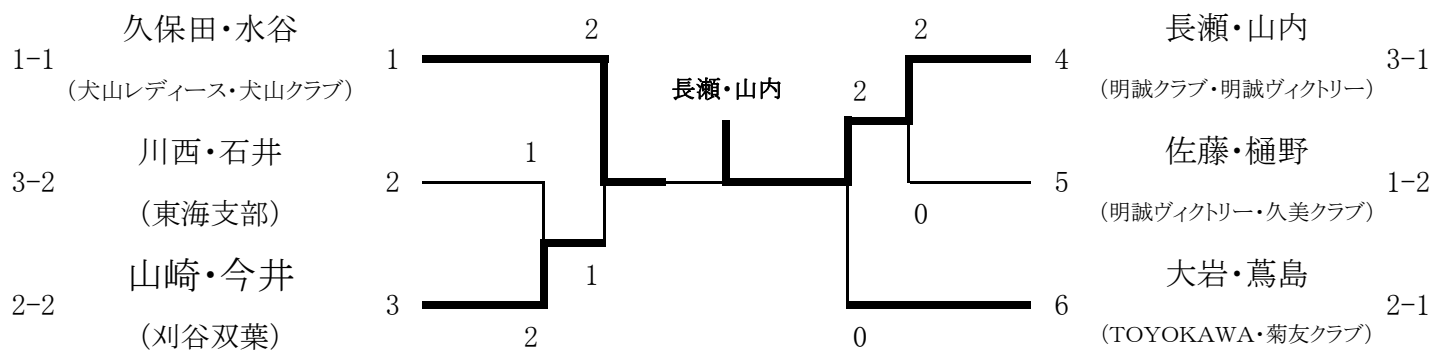 久保田・水谷
1-1
1
2
(犬山レディース・犬山クラブ)
川西・石井
3-2
2
1
(東海支部)
山崎・今井
2-2
3
1
(刈谷双葉)
2
長瀬・山内
2
2
長瀬・山内
4
3-1
(明誠クラブ・明誠ヴィクトリー)
佐藤・樋野
5
1-2
0
(明誠ヴィクトリー・久美クラブ)
大岩・蔦島
6
2-1
0
(TOYOKAWA・菊友クラブ)